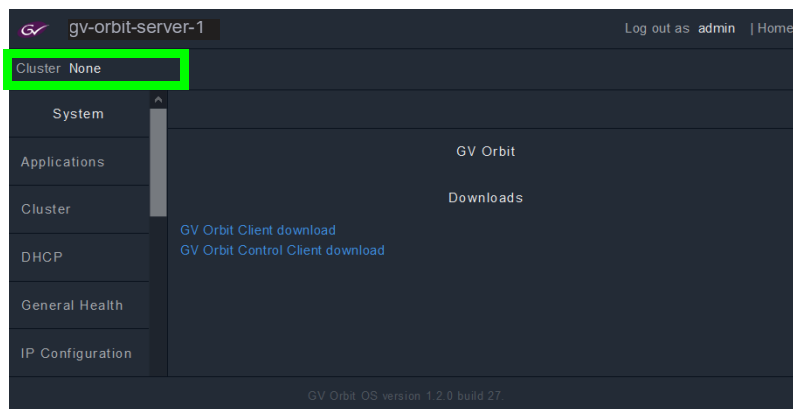 GV gv-orbit-server-1 Log out as admin | Home
Cluster None
System
Applications
Cluster
DHCP
General Health
IP Configuration
GV Orbit
Downloads
GV Orbit Client download
GV Orbit Control Client download
GV Orbit OS version 1.2.0 build 27.